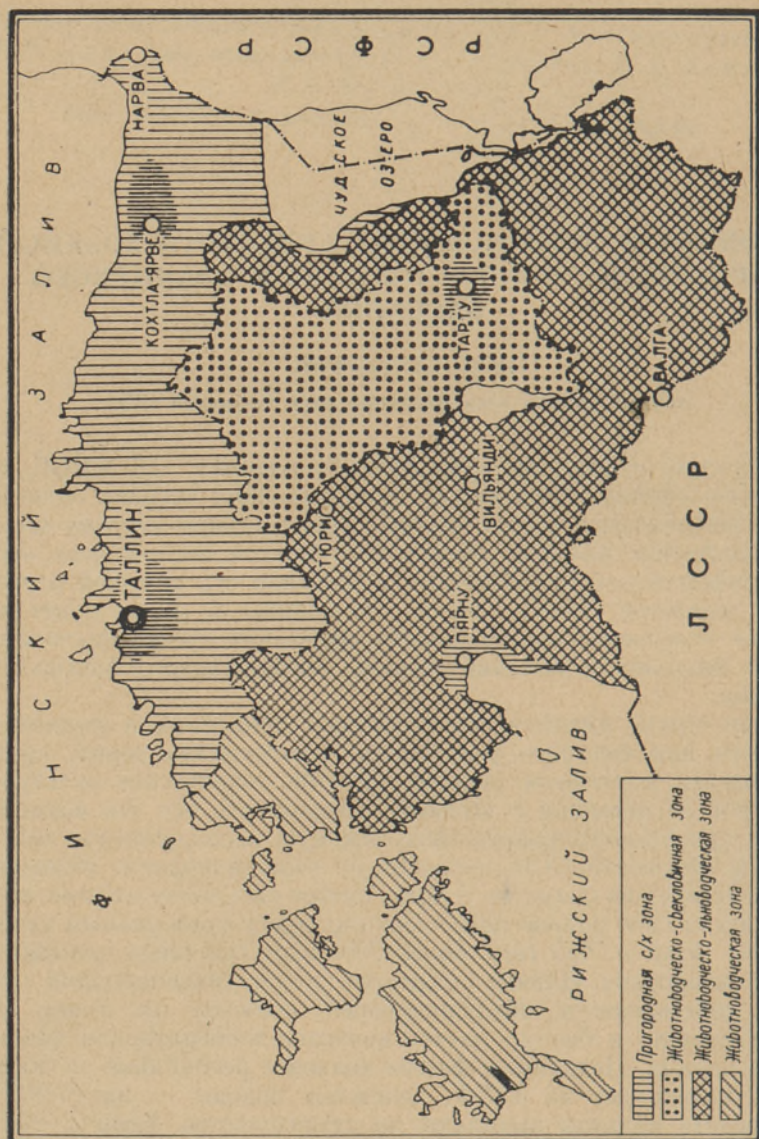 ФИНСКИЙ ЗАЛИВ
ТАЛЛИН
КОХТЛА-ЯРВЕ
НАРВА
РСФСР
ЧУДСКОЕ
ОЗЕРО
ТЮРИ
ТАРТУ
ПЯРНУ
ВИЛЬЯНДИ
ВАЛГА
РИЖСКИЙ ЗАЛИВ
ЛССР
Пригородная с/х зона
Животноводческо-свекловичная зона
Животноводческо-льноводческая зона
Животноводческая зона